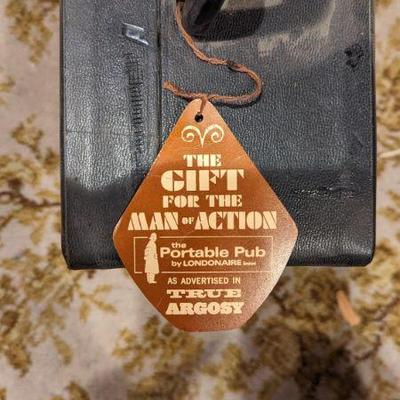 THE
GIFT
FOR THE
MAN OF ACTION
the
Portable Pub
by LONDONAIRE
AS ADVERTISED IN
TRUE
ARGOSY